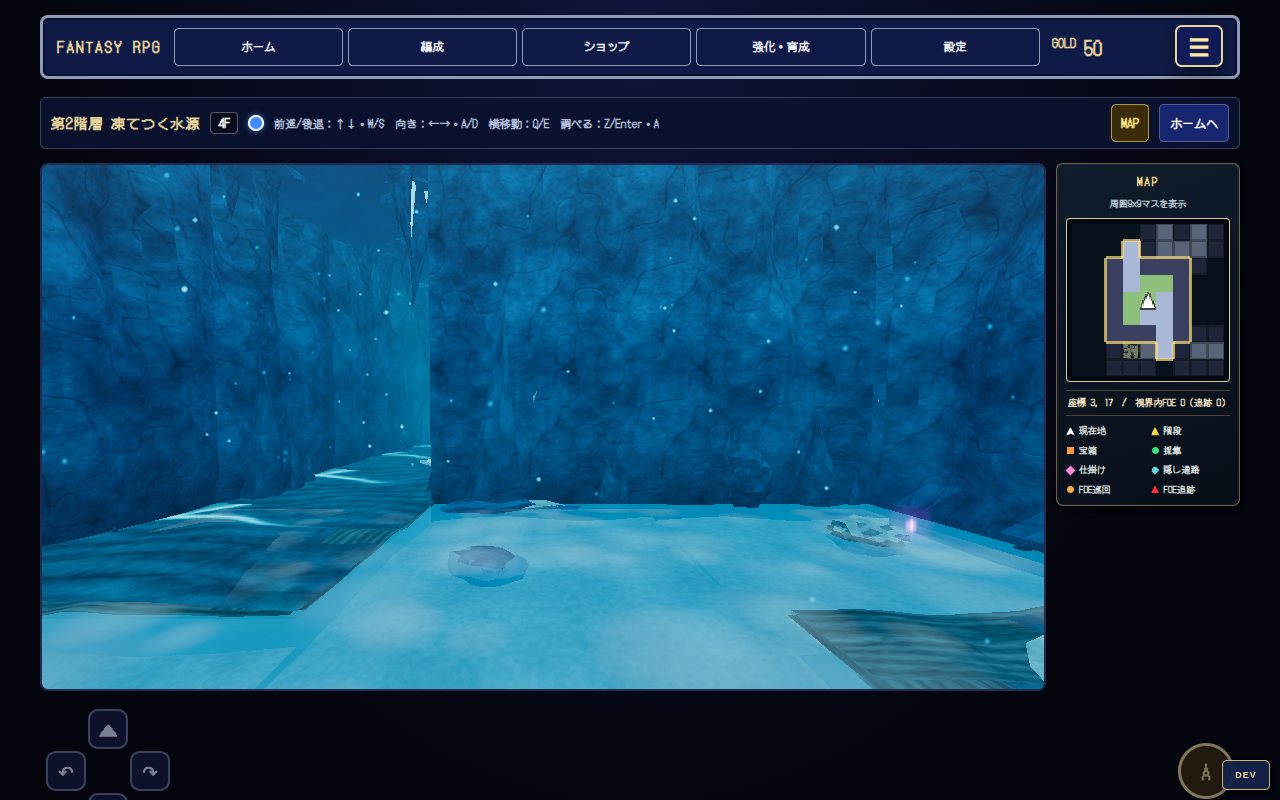 FANTASY RPG
ホーム
編成
ショップ
強化・育成
設定
GOLD 50
第2階層 凍てつく水源
4F
前進/後退：↑↓・W/S 向き：←→・A/D 横移動：Q/E 調べる：Z/Enter・A
MAP
ホームへ
MAP
周囲9x9マスを表示
座標 3, 17 / 視界内FOE 0 (追跡 0)
現在地
階段
宝箱
採集
仕掛け
隠し通路
FOE巡回
FOE追跡
A
DEV